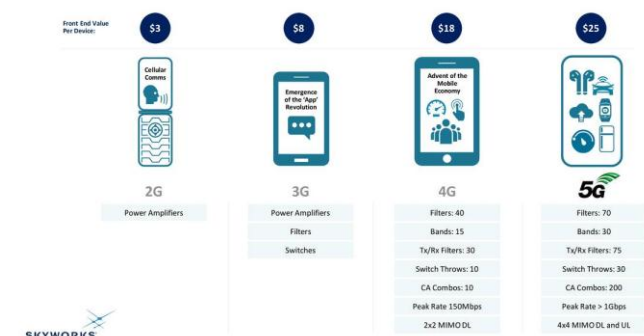 Front End Value
Per Device:
$3
$8
$18
$25
Cellular
Comms
Emergence
of the 'App'
Revolution
Advent of the
Mobile
Economy
2G
3G
4G
5G
Power Amplifiers
Power Amplifiers
Filters: 40
Filters: 70
Filters
Bands: 15
Bands: 30
Switches
Tx/Rx Filters: 30
Tx/Rx Filters: 75
Switch Throws: 10
Switch Throws: 30
CA Combos: 10
CA Combos: 200
Peak Rate 150Mbps
Peak Rate > 1Gbps
2x2 MIMO DL
4x4 MIMO DL and UL
SKYWORKS